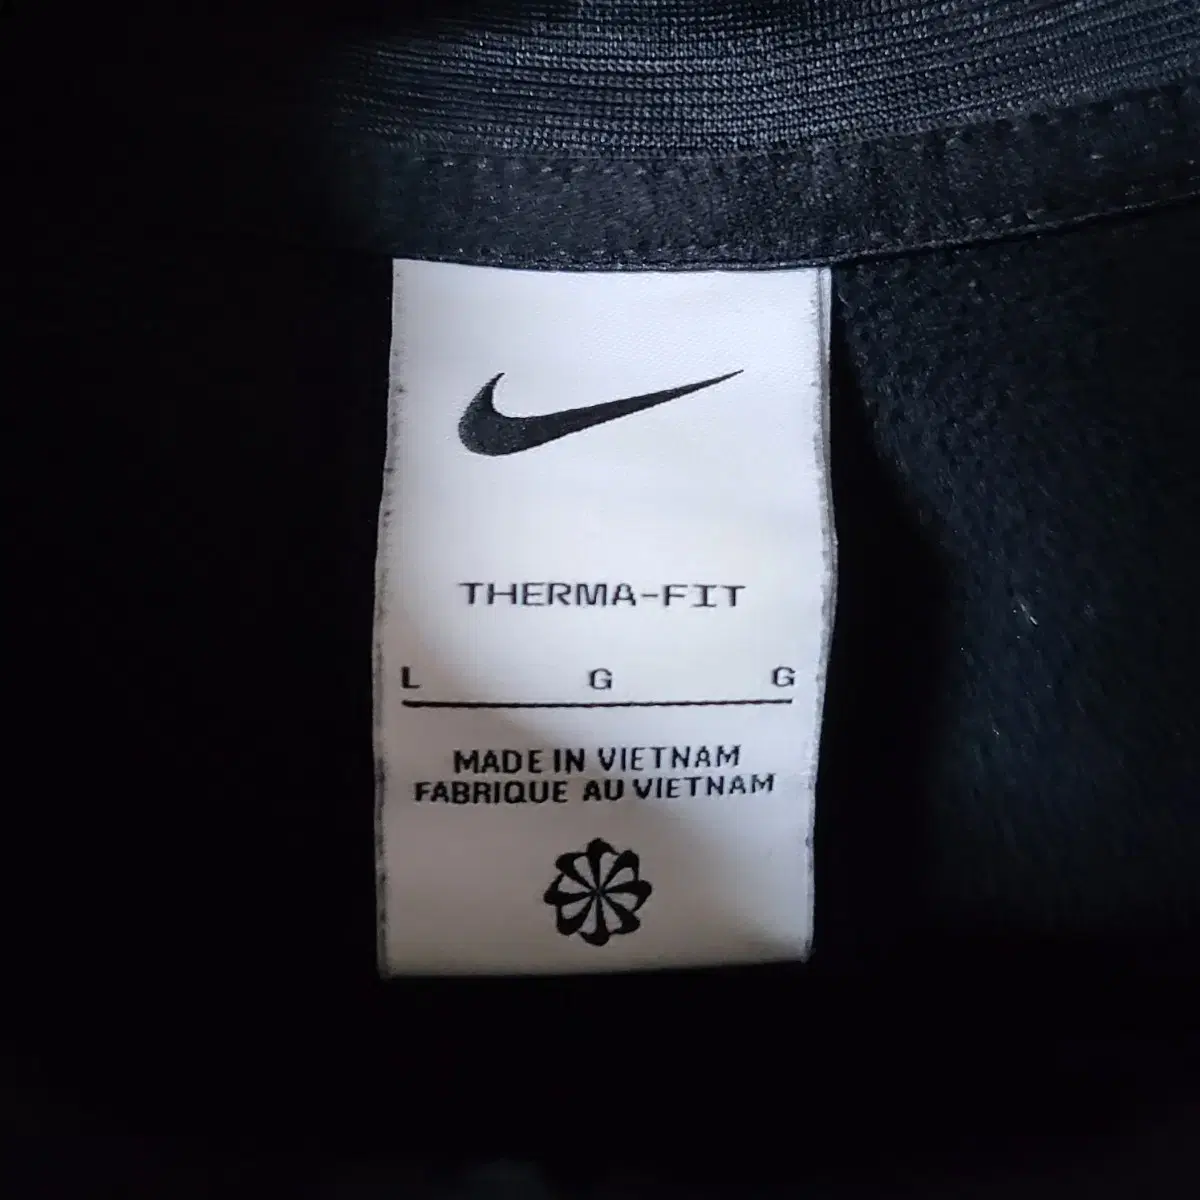 THERMA-FIT
L G G
MADE IN VIETNAM
FABRIQUE AU VIETNAM